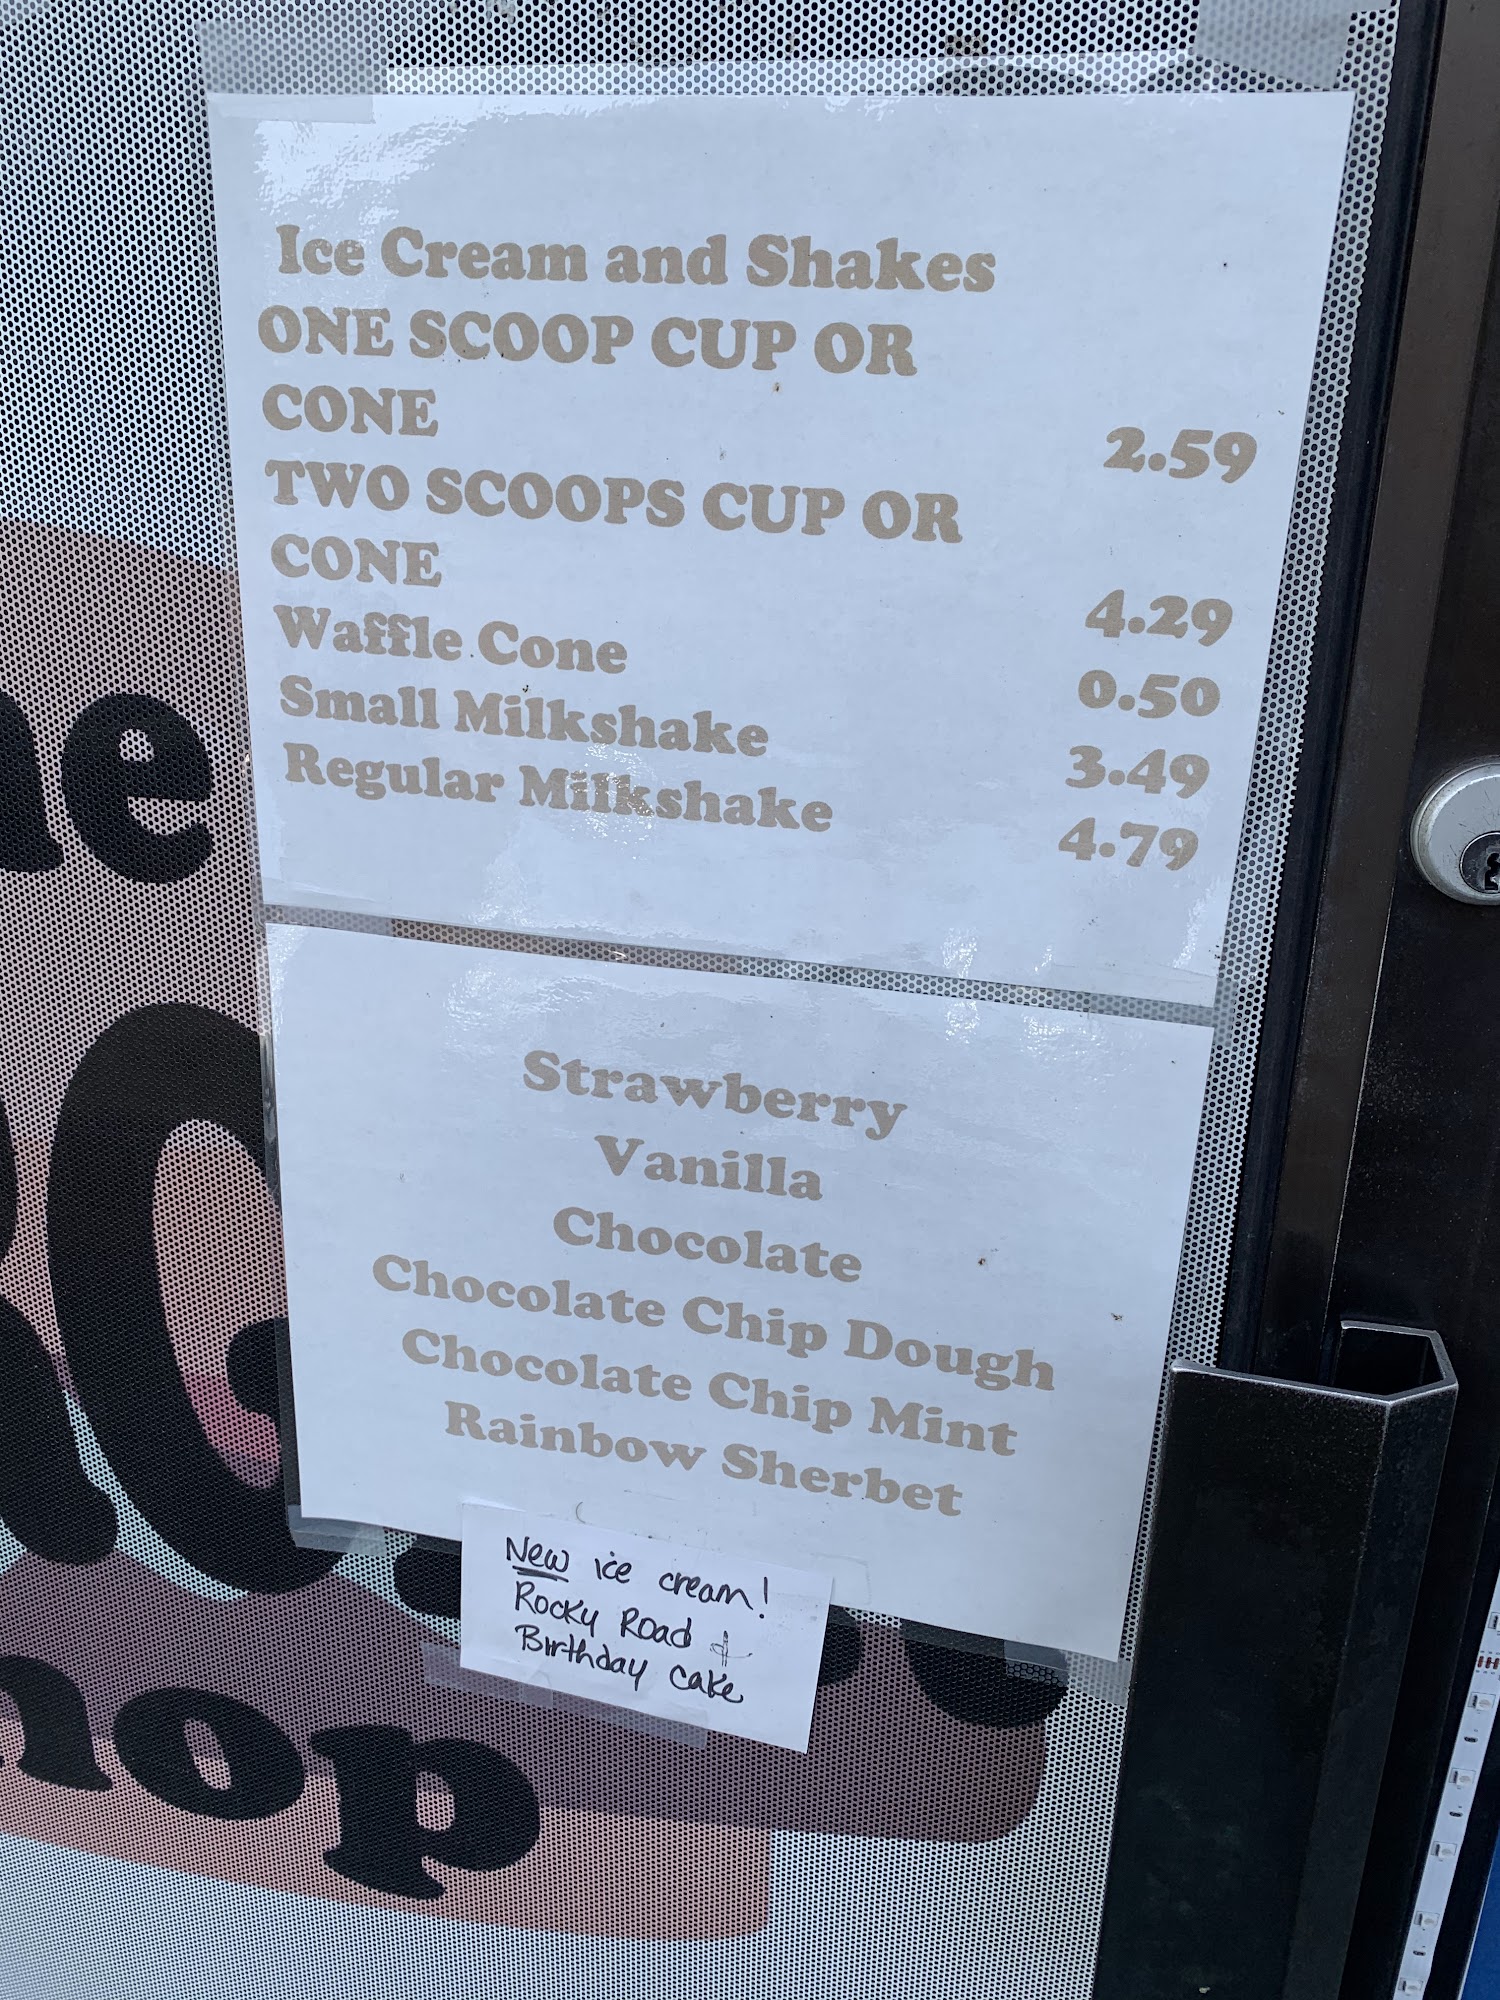 Ice Cream and Shakes
ONE SCOOP CUP OR
CONE 2.59
TWO SCOOPS CUP OR
CONE 4.29
Waffle Cone 0.50
Small Milkshake 3.49
Regular Milkshake 4.79
Strawberry
Vanilla
Chocolate
Chocolate Chip Dough
Chocolate Chip Mint
Rainbow Sherbet
New ice cream!
Rocky Road &
Birthday cake